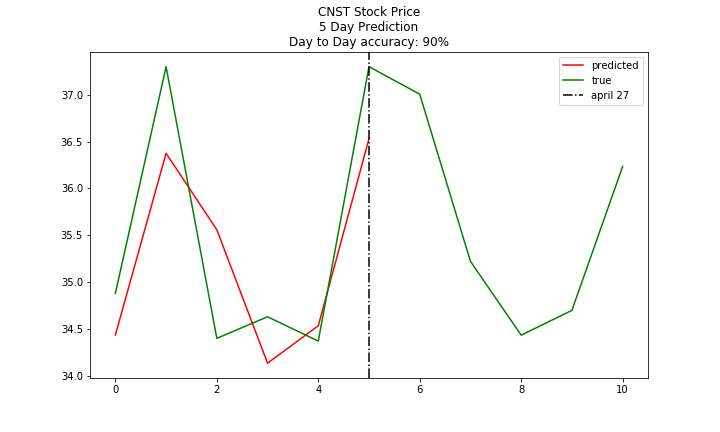 CNST Stock Price
5 Day Prediction
Day to Day accuracy: 90%
predicted
true
april 27
37.0
36.5
36.0
35.5
35.0
34.5
34.0
0 2 4 6 8 10